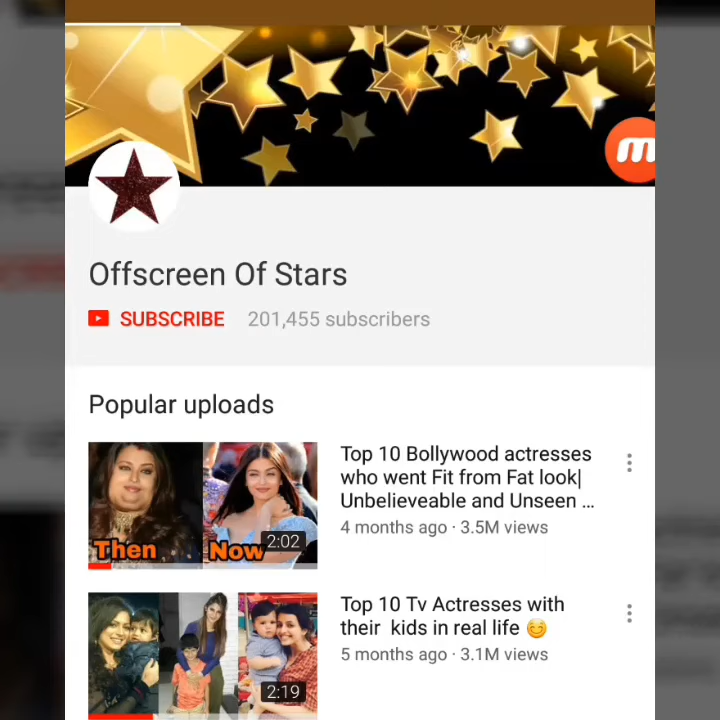 m
Offscreen Of Stars
SUBSCRIBE 201,455 subscribers
Popular uploads
Top 10 Bollywood actresses
who went Fit from Fat look|
Unbelieveable and Unseen ...
4 months ago · 3.5M views
Then Now 2:02
Top 10 Tv Actresses with
their kids in real life 😊
5 months ago · 3.1M views
2:19